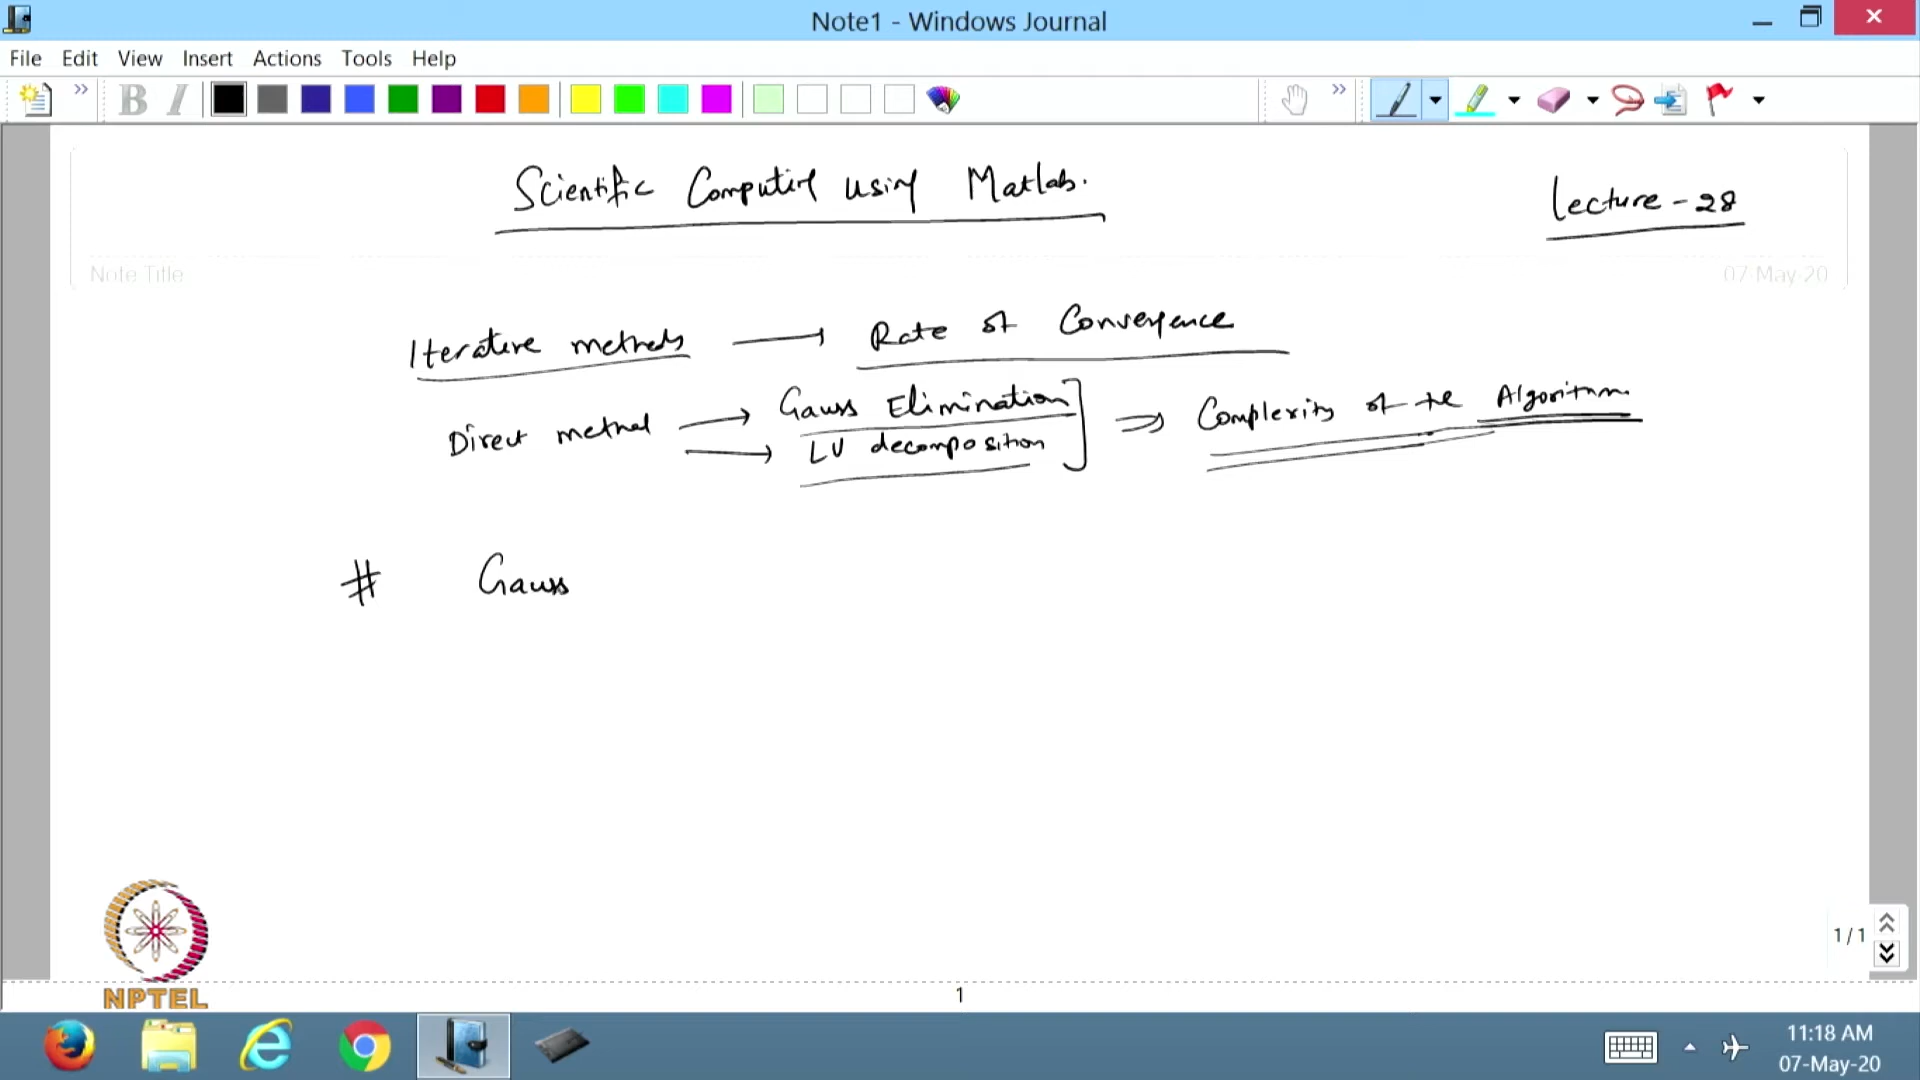 Note1 - Windows Journal
File Edit View Insert Actions Tools Help
B I
Scientific Computing using Matlab.
Lecture - 28
Note Title
07-May-20
Iterative methods → Rate of Convergence
Direct method → Gauss Elimination ⇒ Complexity of the Algorithm
→ LU decomposition
# Gauss
1 / 1
NPTEL
1
11:18 AM
07-May-20